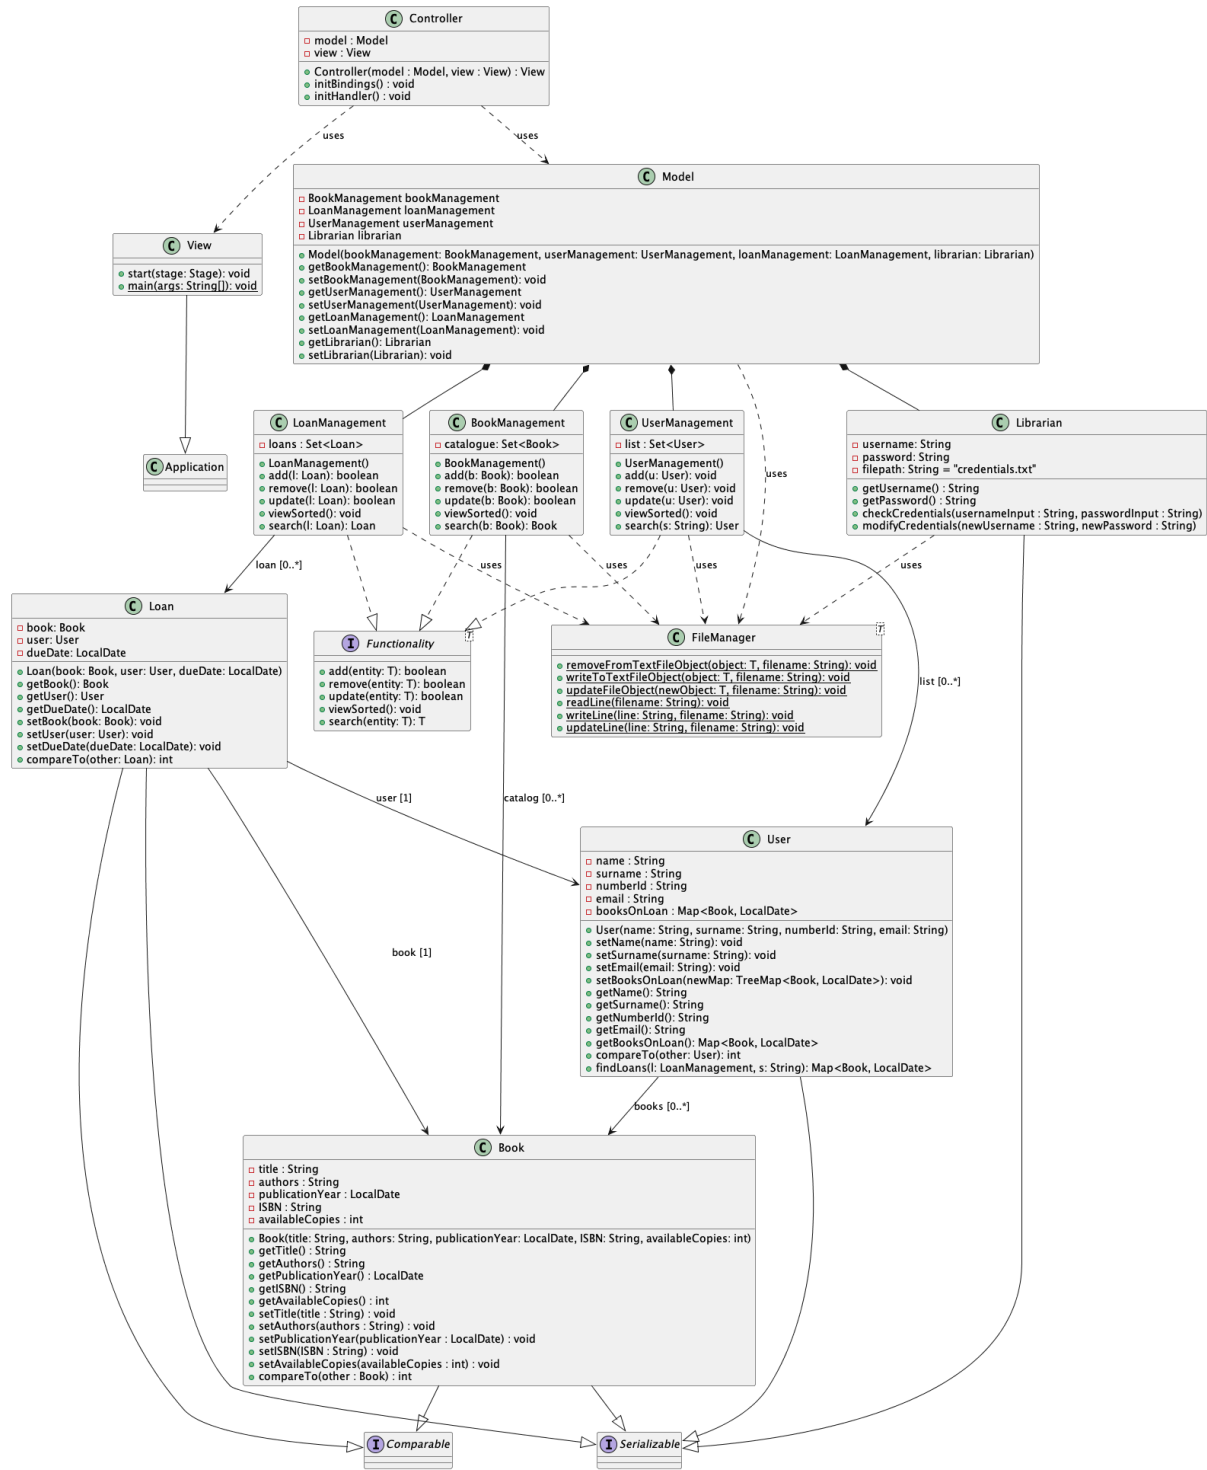 C Controller
model : Model
view : View
Controller(model : Model, view : View) : View
initBindings() : void
initHandler() : void
uses
uses
C Model
BookManagement bookManagement
LoanManagement loanManagement
UserManagement userManagement
Librarian librarian
Model(bookManagement: BookManagement, userManagement: UserManagement, loanManagement: LoanManagement, librarian: Librarian)
getBookManagement(): BookManagement
setBookManagement(BookManagement): void
getUserManagement(): UserManagement
setUserManagement(UserManagement): void
getLoanManagement(): LoanManagement
setLoanManagement(LoanManagement): void
getLibrarian(): Librarian
setLibrarian(Librarian): void
C View
start(stage: Stage): void
main(args: String[]): void
C Application
C LoanManagement
loans : Set<Loan>
LoanManagement()
add(l: Loan): boolean
remove(l: Loan): boolean
update(l: Loan): boolean
viewSorted(): void
search(l: Loan): Loan
C BookManagement
catalogue: Set<Book>
BookManagement()
add(b: Book): boolean
remove(b: Book): boolean
update(b: Book): boolean
viewSorted(): void
search(b: Book): Book
C UserManagement
list : Set<User>
UserManagement()
add(u: User): void
remove(u: User): void
update(u: User): void
viewSorted(): void
search(s: String): User
uses
C Librarian
username: String
password: String
filepath: String = "credentials.txt"
getUsername() : String
getPassword() : String
checkCredentials(usernameInput : String, passwordInput : String)
modifyCredentials(newUsername : String, newPassword : String)
loan [0..*]
uses
uses
uses
uses
C Loan
book: Book
user: User
dueDate: LocalDate
Loan(book: Book, user: User, dueDate: LocalDate)
getBook(): Book
getUser(): User
getDueDate(): LocalDate
setBook(book: Book): void
setUser(user: User): void
setDueDate(dueDate: LocalDate): void
compareTo(other: Loan): int
I Functionality
T
add(entity: T): boolean
remove(entity: T): boolean
update(entity: T): boolean
viewSorted(): void
search(entity: T): T
C FileManager
T
removeFromTextFileObject(object: T, filename: String): void
writeToTextFileObject(object: T, filename: String): void
updateFileObject(newObject: T, filename: String): void
readLine(filename: String): void
writeLine(line: String, filename: String): void
updateLine(line: String, filename: String): void
list [0..*]
user [1]
catalog [0..*]
C User
name : String
surname : String
numberId : String
email : String
booksOnLoan : Map<Book, LocalDate>
User(name: String, surname: String, numberId: String, email: String)
setName(name: String): void
setSurname(surname: String): void
setEmail(email: String): void
setBooksOnLoan(newMap: TreeMap<Book, LocalDate>): void
getName(): String
getSurname(): String
getNumberId(): String
getEmail(): String
getBooksOnLoan(): Map<Book, LocalDate>
compareTo(other: User): int
findLoans(l: LoanManagement, s: String): Map<Book, LocalDate>
book [1]
books [0..*]
C Book
title : String
authors : String
publicationYear : LocalDate
ISBN : String
availableCopies : int
Book(title: String, authors: String, publicationYear: LocalDate, ISBN: String, availableCopies: int)
getTitle() : String
getAuthors() : String
getPublicationYear() : LocalDate
getISBN() : String
getAvailableCopies() : int
setTitle(title : String) : void
setAuthors(authors : String) : void
setPublicationYear(publicationYear : LocalDate) : void
setISBN(ISBN : String) : void
setAvailableCopies(availableCopies : int) : void
compareTo(other : Book) : int
I Comparable
I Serializable